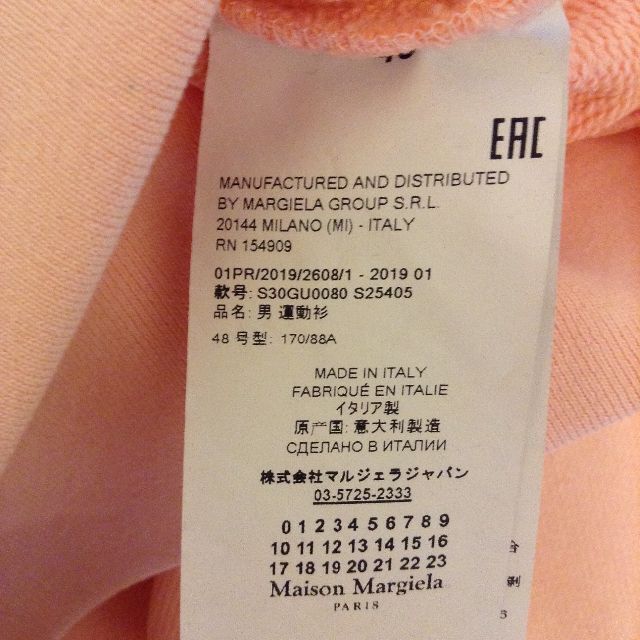 EAC
MANUFACTURED AND DISTRIBUTED
BY MARGIELA GROUP S.R.L.
20144 MILANO (MI) - ITALY
RN 154909
01PR/2019/2608/1 - 2019 01
款号: S30GU0080 S25405
品名: 男 運動衫
48 号型: 170/88A
MADE IN ITALY
FABRIQUÉ EN ITALIE
イタリア製
原产国: 意大利製造
СДЕЛАНО В ИТАЛИИ
株式会社マルジェラジャパン
03-5725-2333
0 1 2 3 4 5 6 7 8 9
10 11 12 13 14 15 16
17 18 19 20 21 22 23
Maison Margiela
PARIS